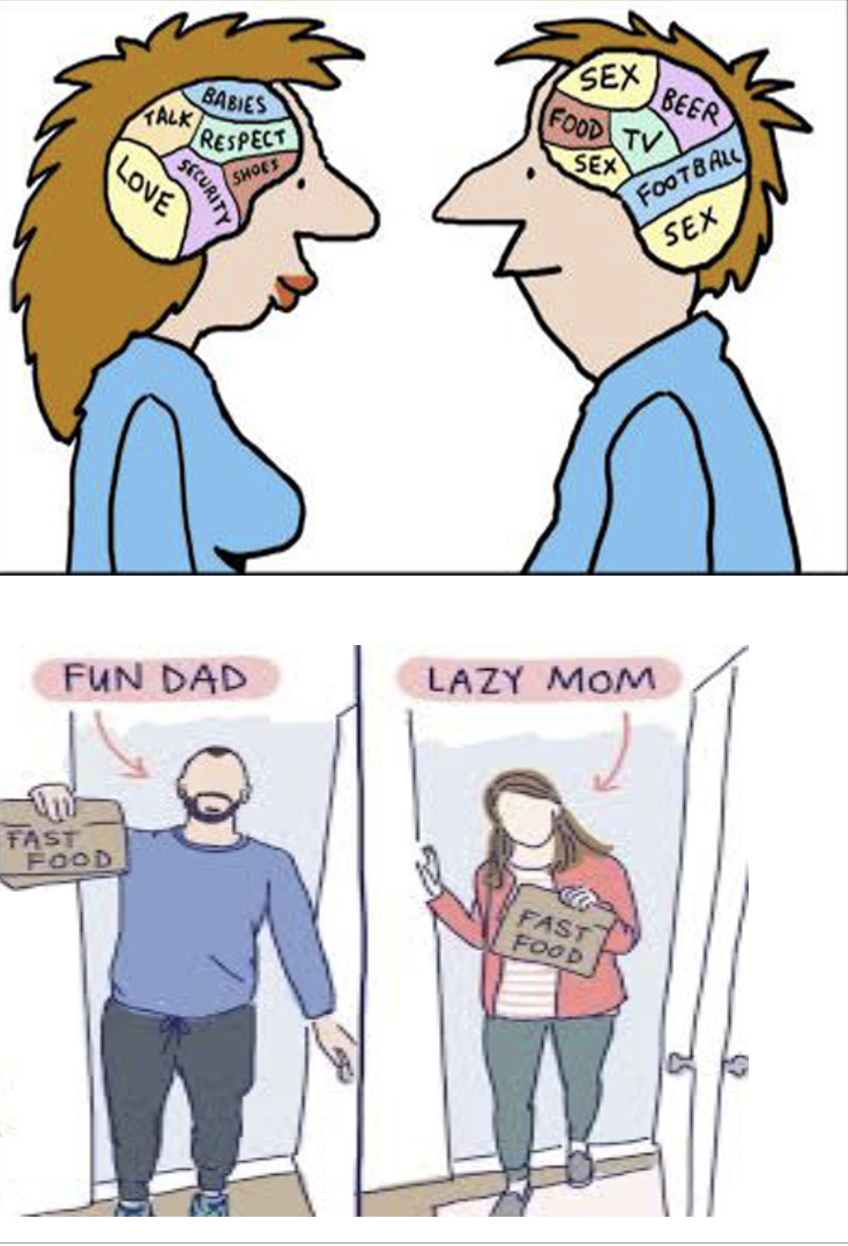 BABIES
TALK
RESPECT
LOVE
SECURITY
SHOES
SEX
BEER
FOOD
TV
SEX
FOOTBALL
SEX
FUN DAD
FAST
FOOD
LAZY MOM
FAST
FOOD